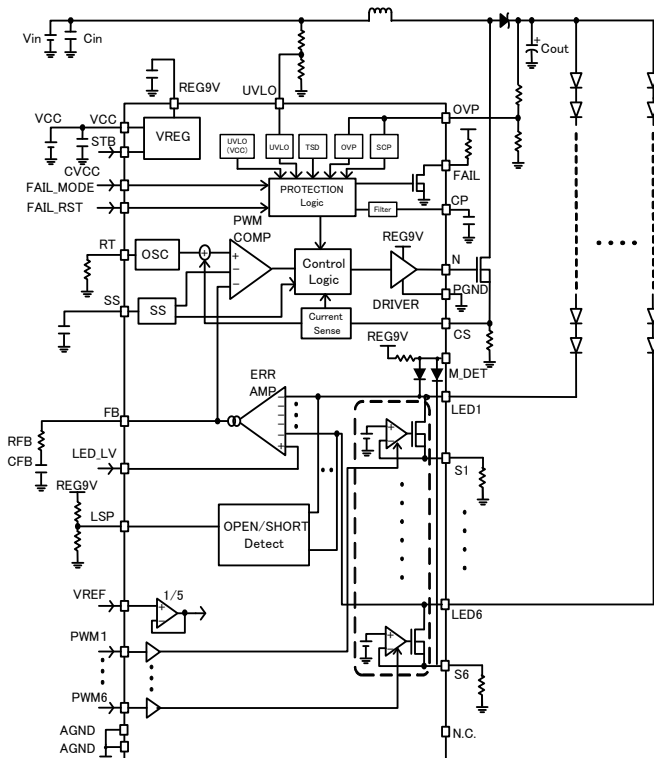 Vin
Cin
Cout
REG9V
UVLO
OVP
VCC
VCC
VREG
STB
CVCC
UVLO
(VCC)
UVLO
TSD
OVP
SCP
FAIL
FAIL_MODE
PROTECTION
Logic
FAIL_RST
Filter
CP
PWM
COMP
REG9V
RT
OSC
+
+
−
−
Control
Logic
N
DRIVER
PGND
SS
SS
Current
Sense
CS
REG9V
M_DET
ERR
AMP
−
−
−
−
+
LED1
FB
RFB
CFB
LED_LV
+
−
S1
REG9V
LSP
OPEN/SHORT
Detect
VREF
+
−
1/5
LED6
PWM1
+
−
S6
PWM6
AGND
AGND
N.C.